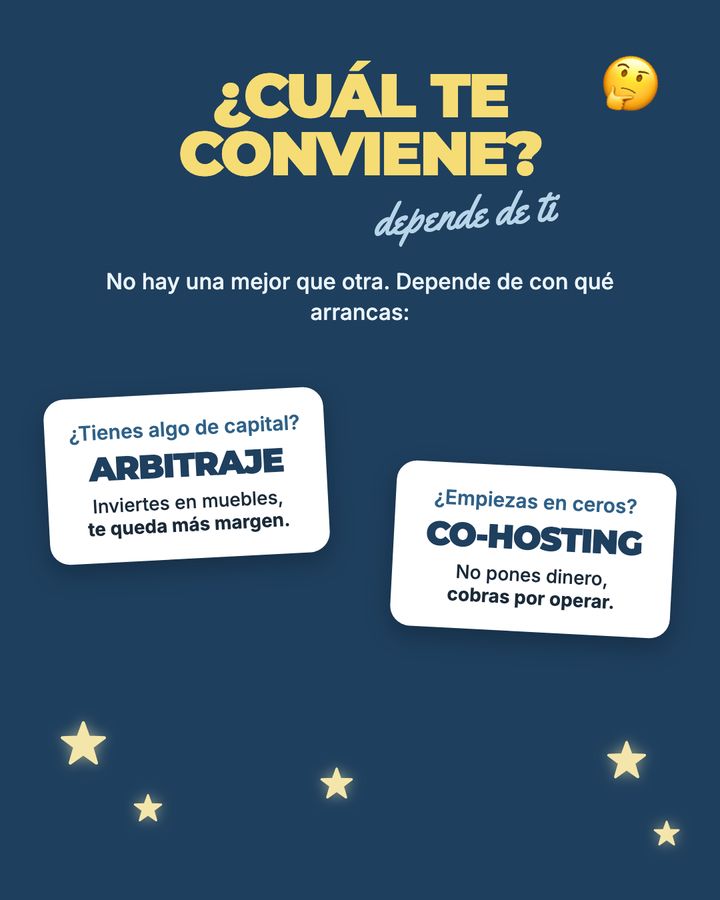 ¿CUÁL TE
CONVIENE?
depende de ti
No hay una mejor que otra. Depende de con qué
arrancas:
¿Tienes algo de capital?
ARBITRAJE
Inviertes en muebles,
te queda más margen.
¿Empiezas en ceros?
CO-HOSTING
No pones dinero,
cobras por operar.